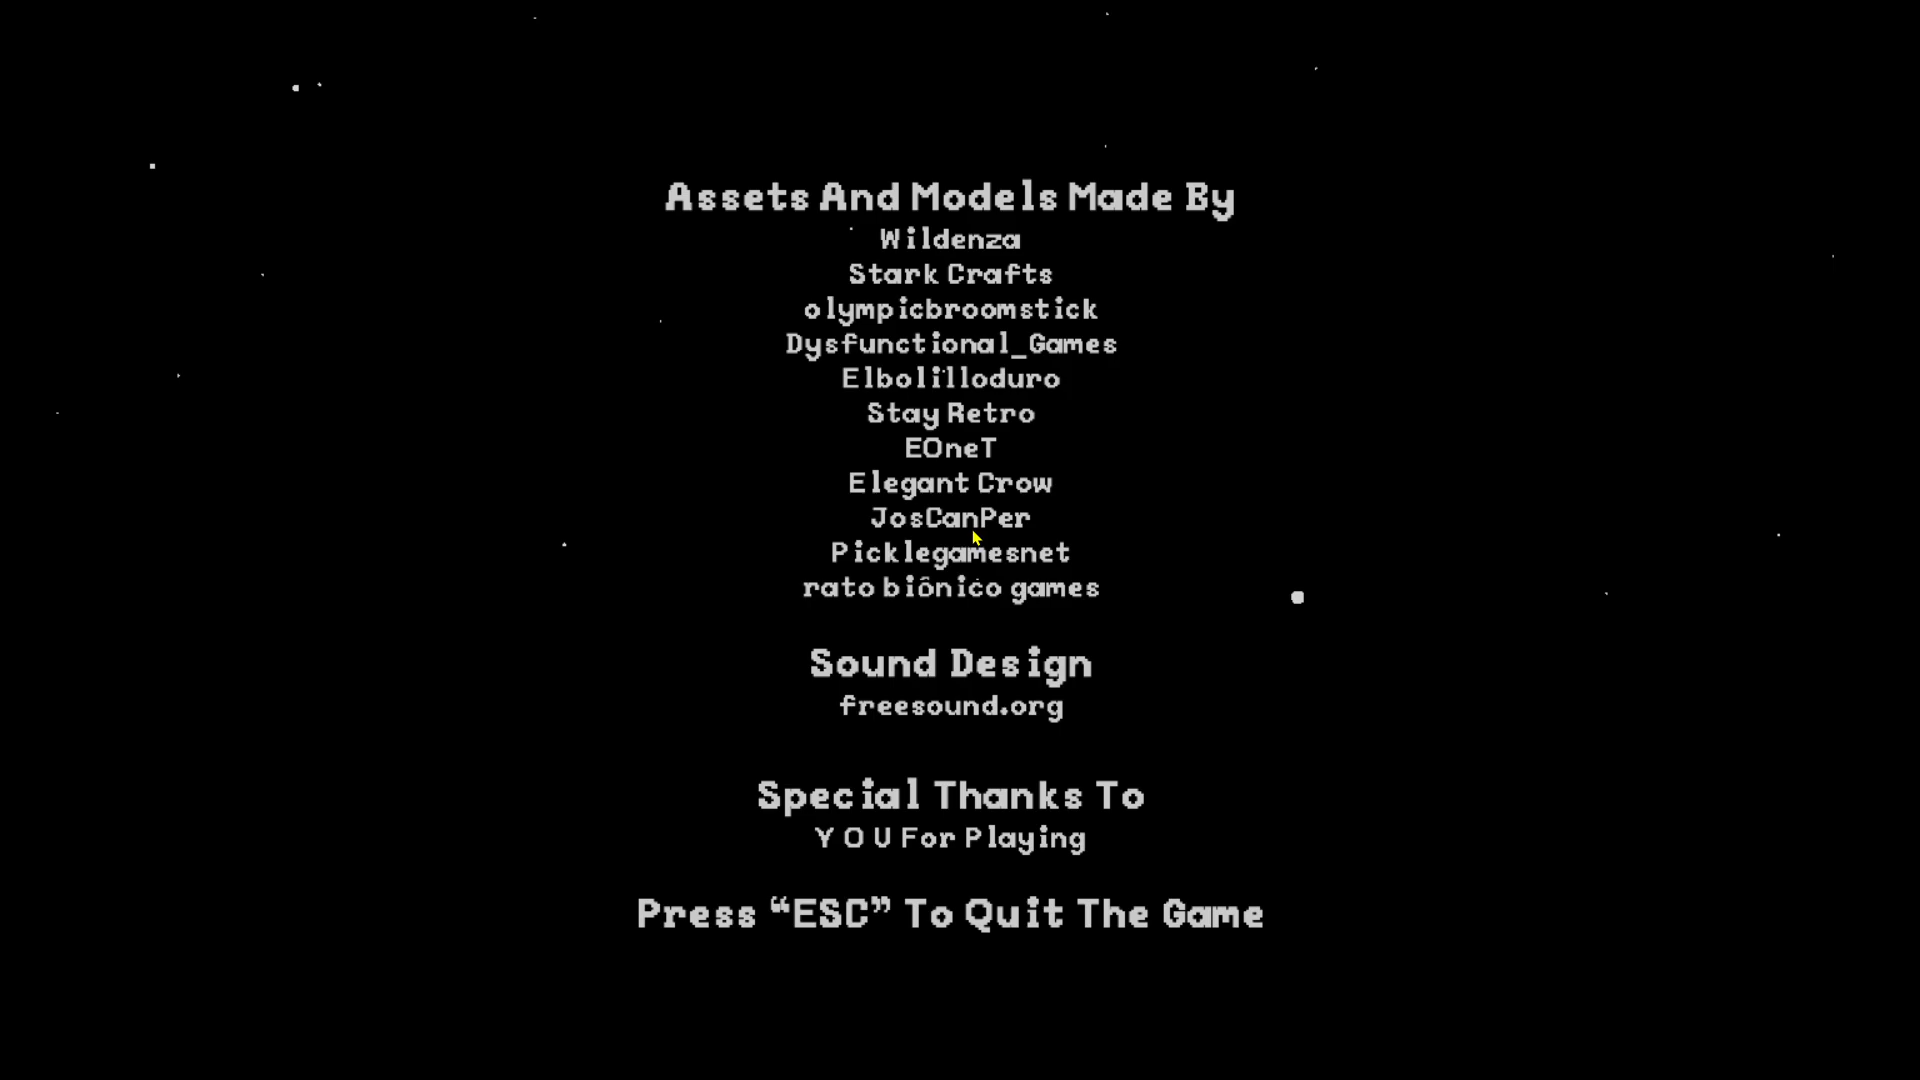 Assets And Models Made By
Wildenza
Stark Crafts
olympicbroomstick
Dysfunctional_Games
Elbolilloduro
Stay Retro
EOneT
Elegant Crow
JosCanPer
Picklegamesnet
rato biônico games
Sound Design
freesound.org
Special Thanks To
Y O U For Playing
Press “ESC” To Quit The Game